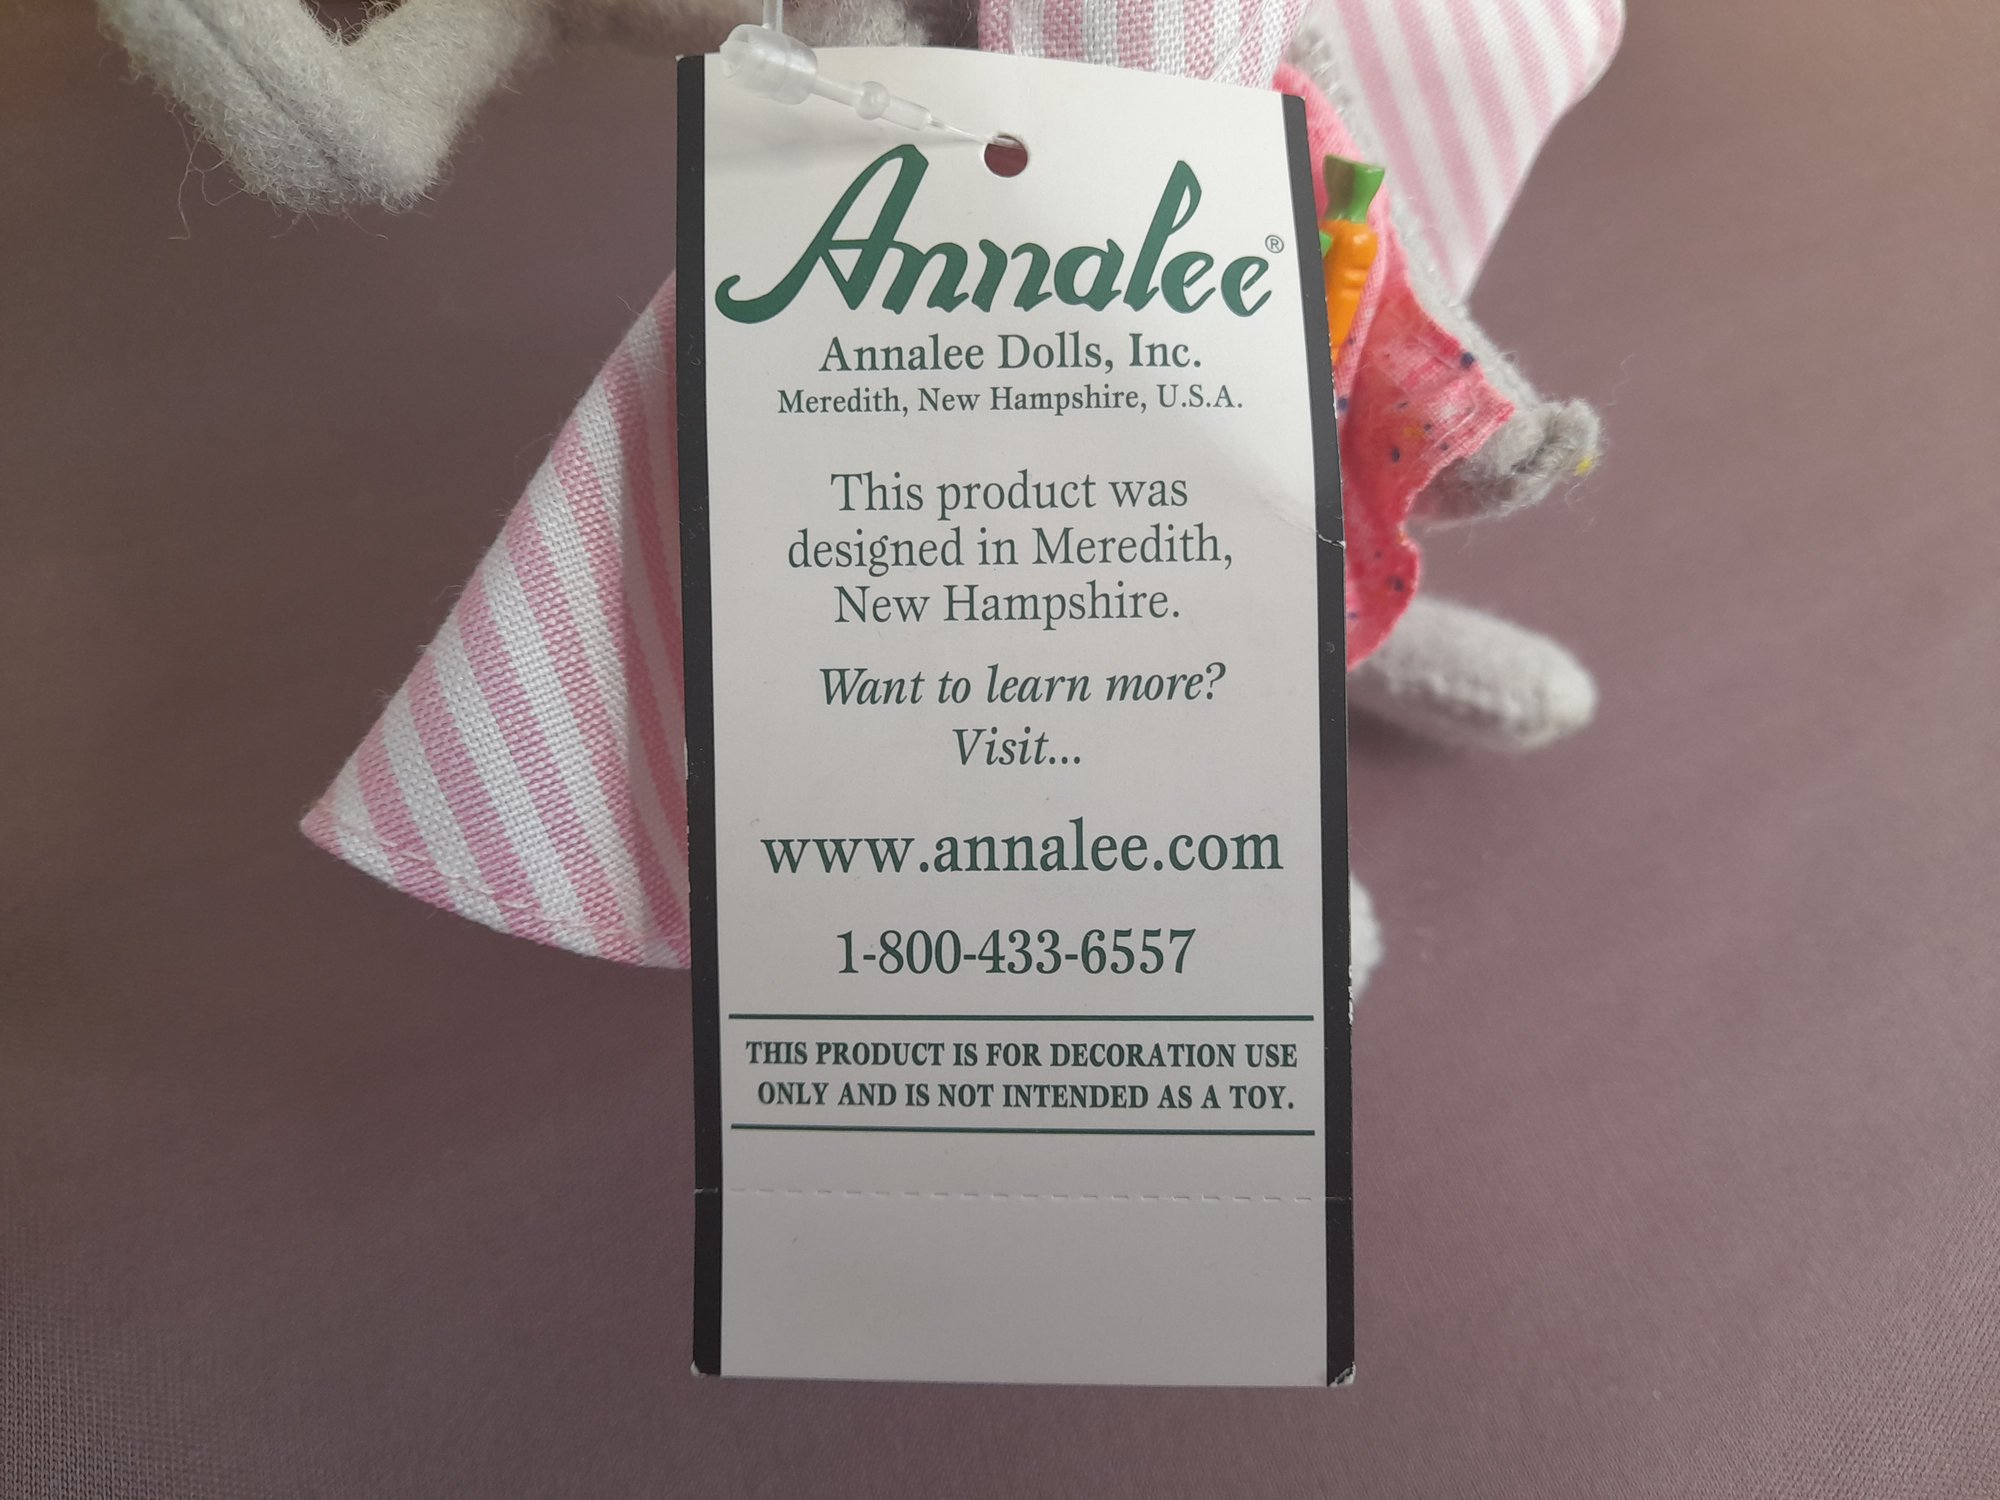 Annalee®
Annalee Dolls, Inc.
Meredith, New Hampshire, U.S.A.
This product was
designed in Meredith,
New Hampshire.
Want to learn more?
Visit...
www.annalee.com
1-800-433-6557
THIS PRODUCT IS FOR DECORATION USE
ONLY AND IS NOT INTENDED AS A TOY.